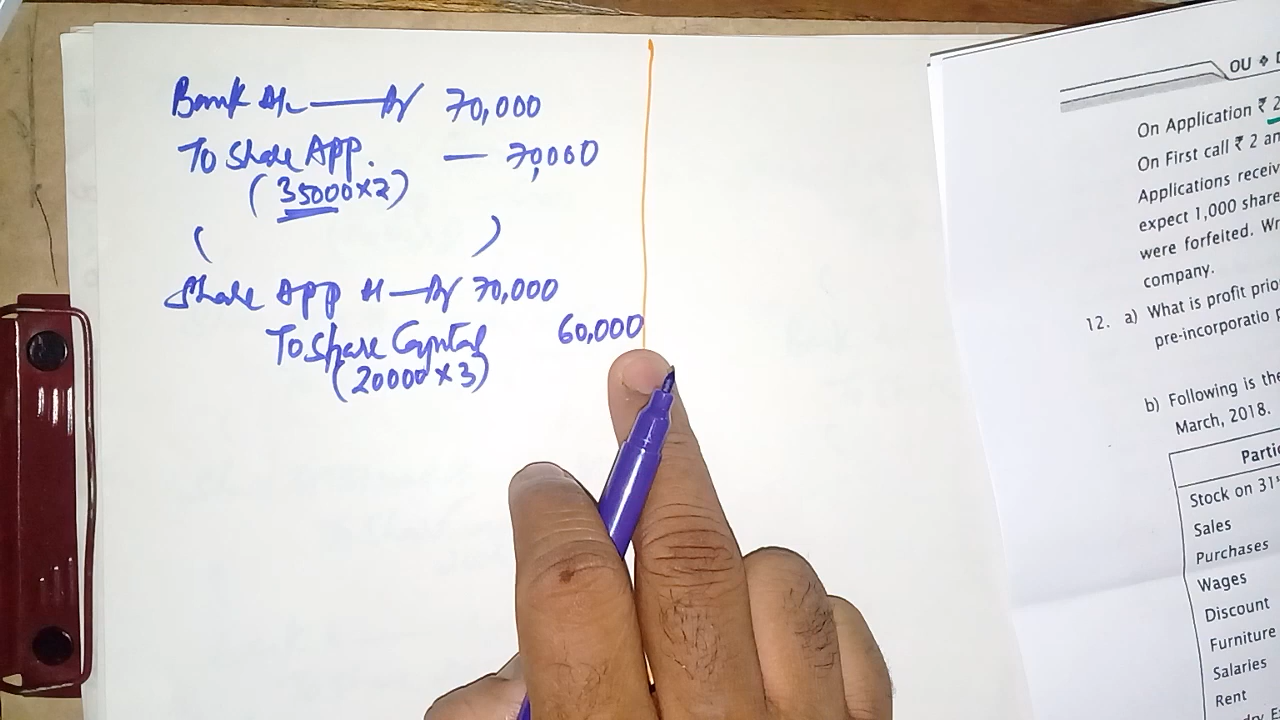 Bank A/c Dr 70,000
To Share App. — 70,000
(35000×2)
( )
Share App A/c Dr 70,000
To Share Capital 60,000
(20000 × 3)
OU ❖
On Application ₹ 2
On First call ₹ 2 an
Applications receiv
expect 1,000 share
were forfeited. Wr
company.
12. a) What is profit prio
pre-incorporatio p
b) Following is the
March, 2018.
Partic
Stock on 31s
Sales
Purchases
Wages
Discount
Furniture
Salaries
Rent